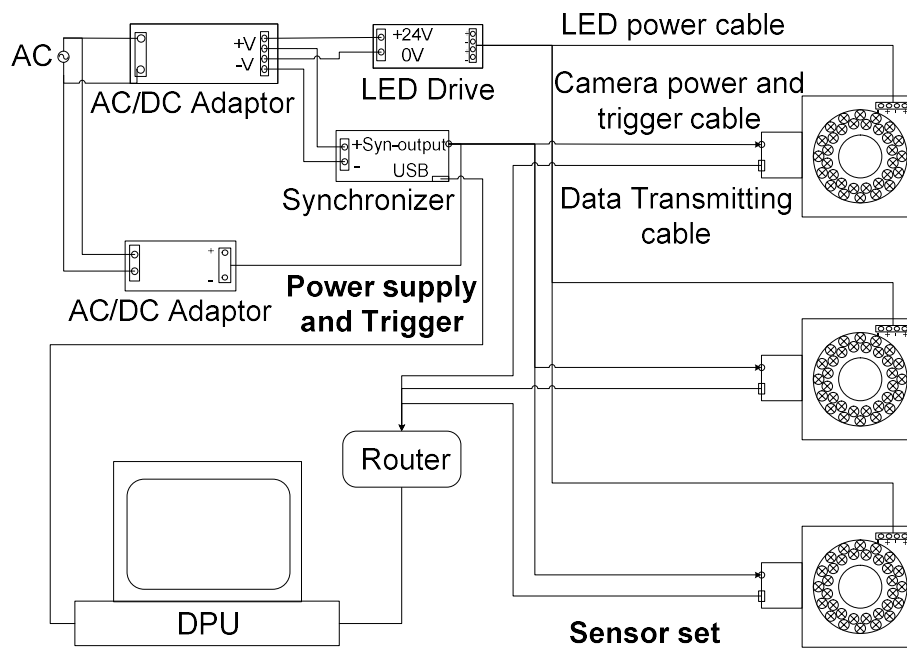 AC
AC/DC Adaptor
+V
-V
+24V
0V
LED Drive
LED power cable
Camera power and
trigger cable
+Syn-output
-
USB
Synchronizer
Data Transmitting
cable
+
-
AC/DC Adaptor
Power supply
and Trigger
Router
DPU
Sensor set